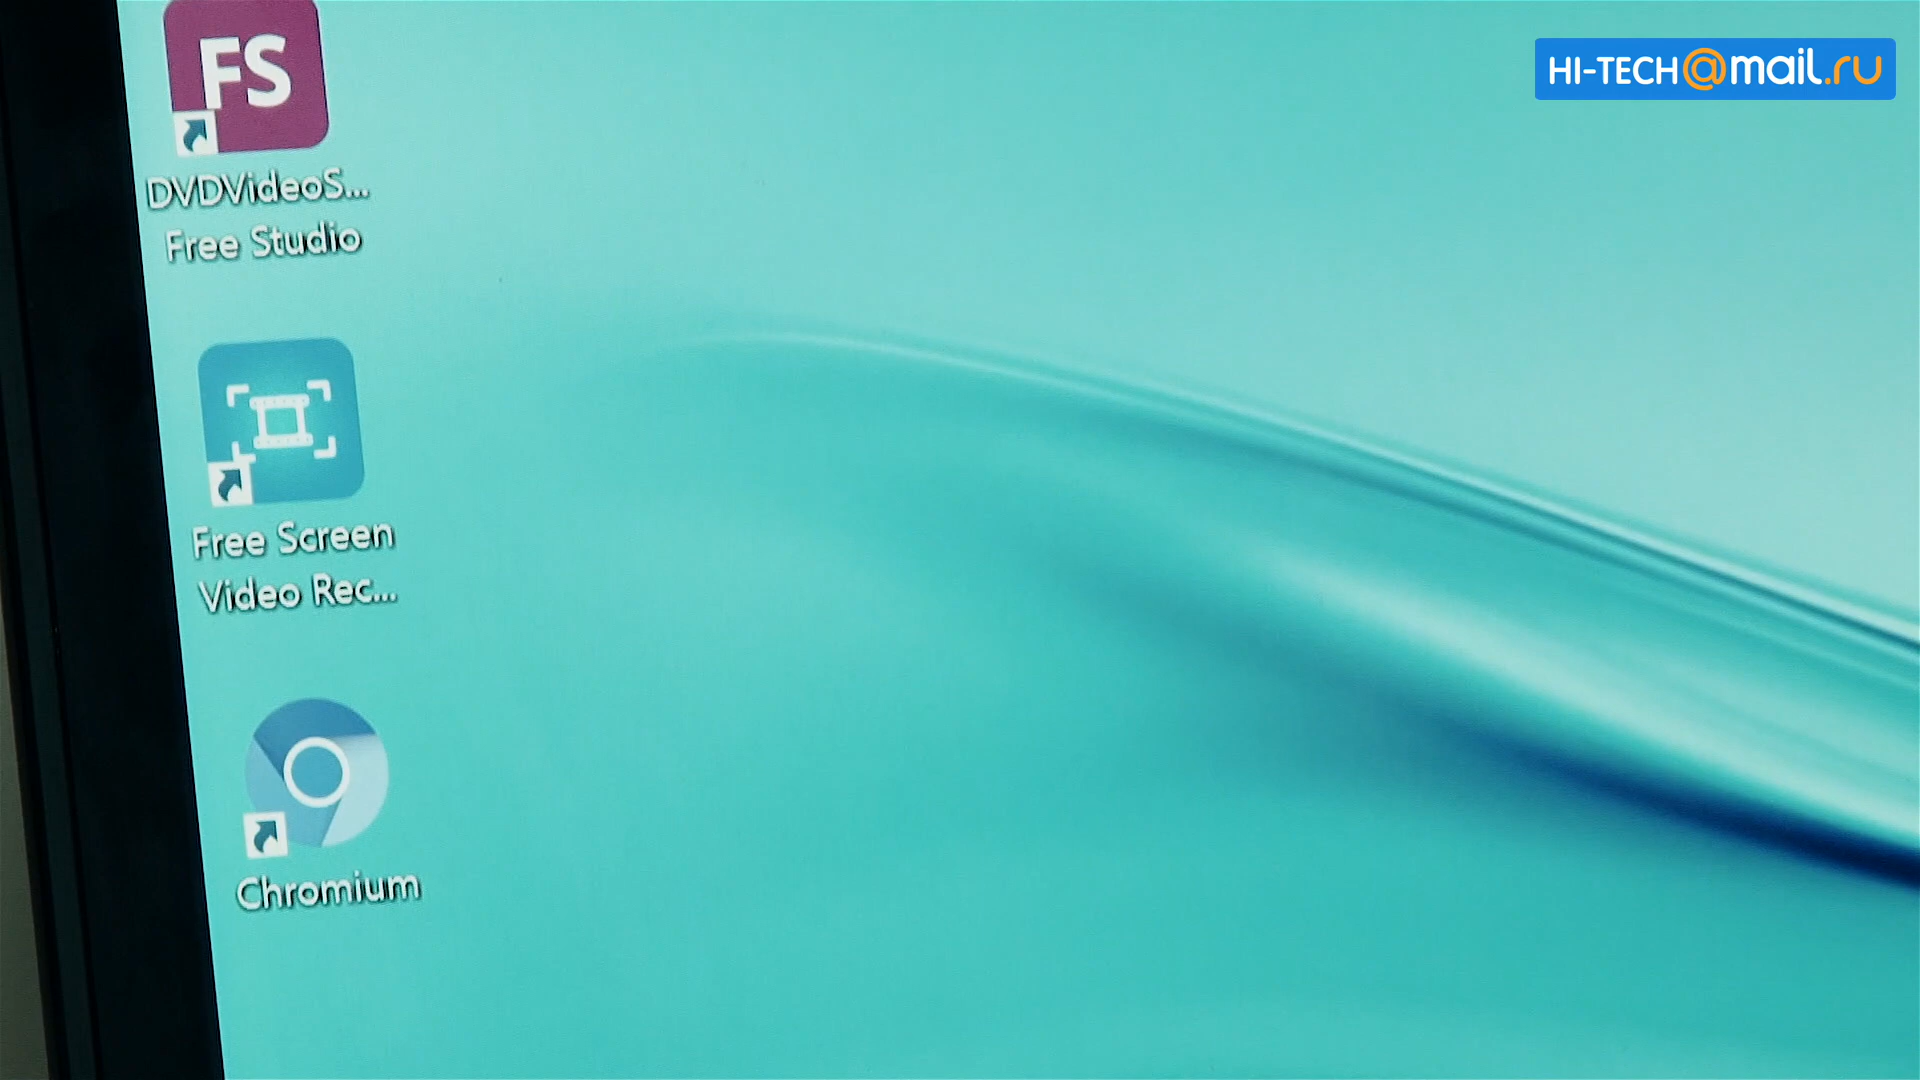 FS
HI-TECH@mail.ru
DVDVideoS...
Free Studio
Free Screen
Video Rec...
Chromium